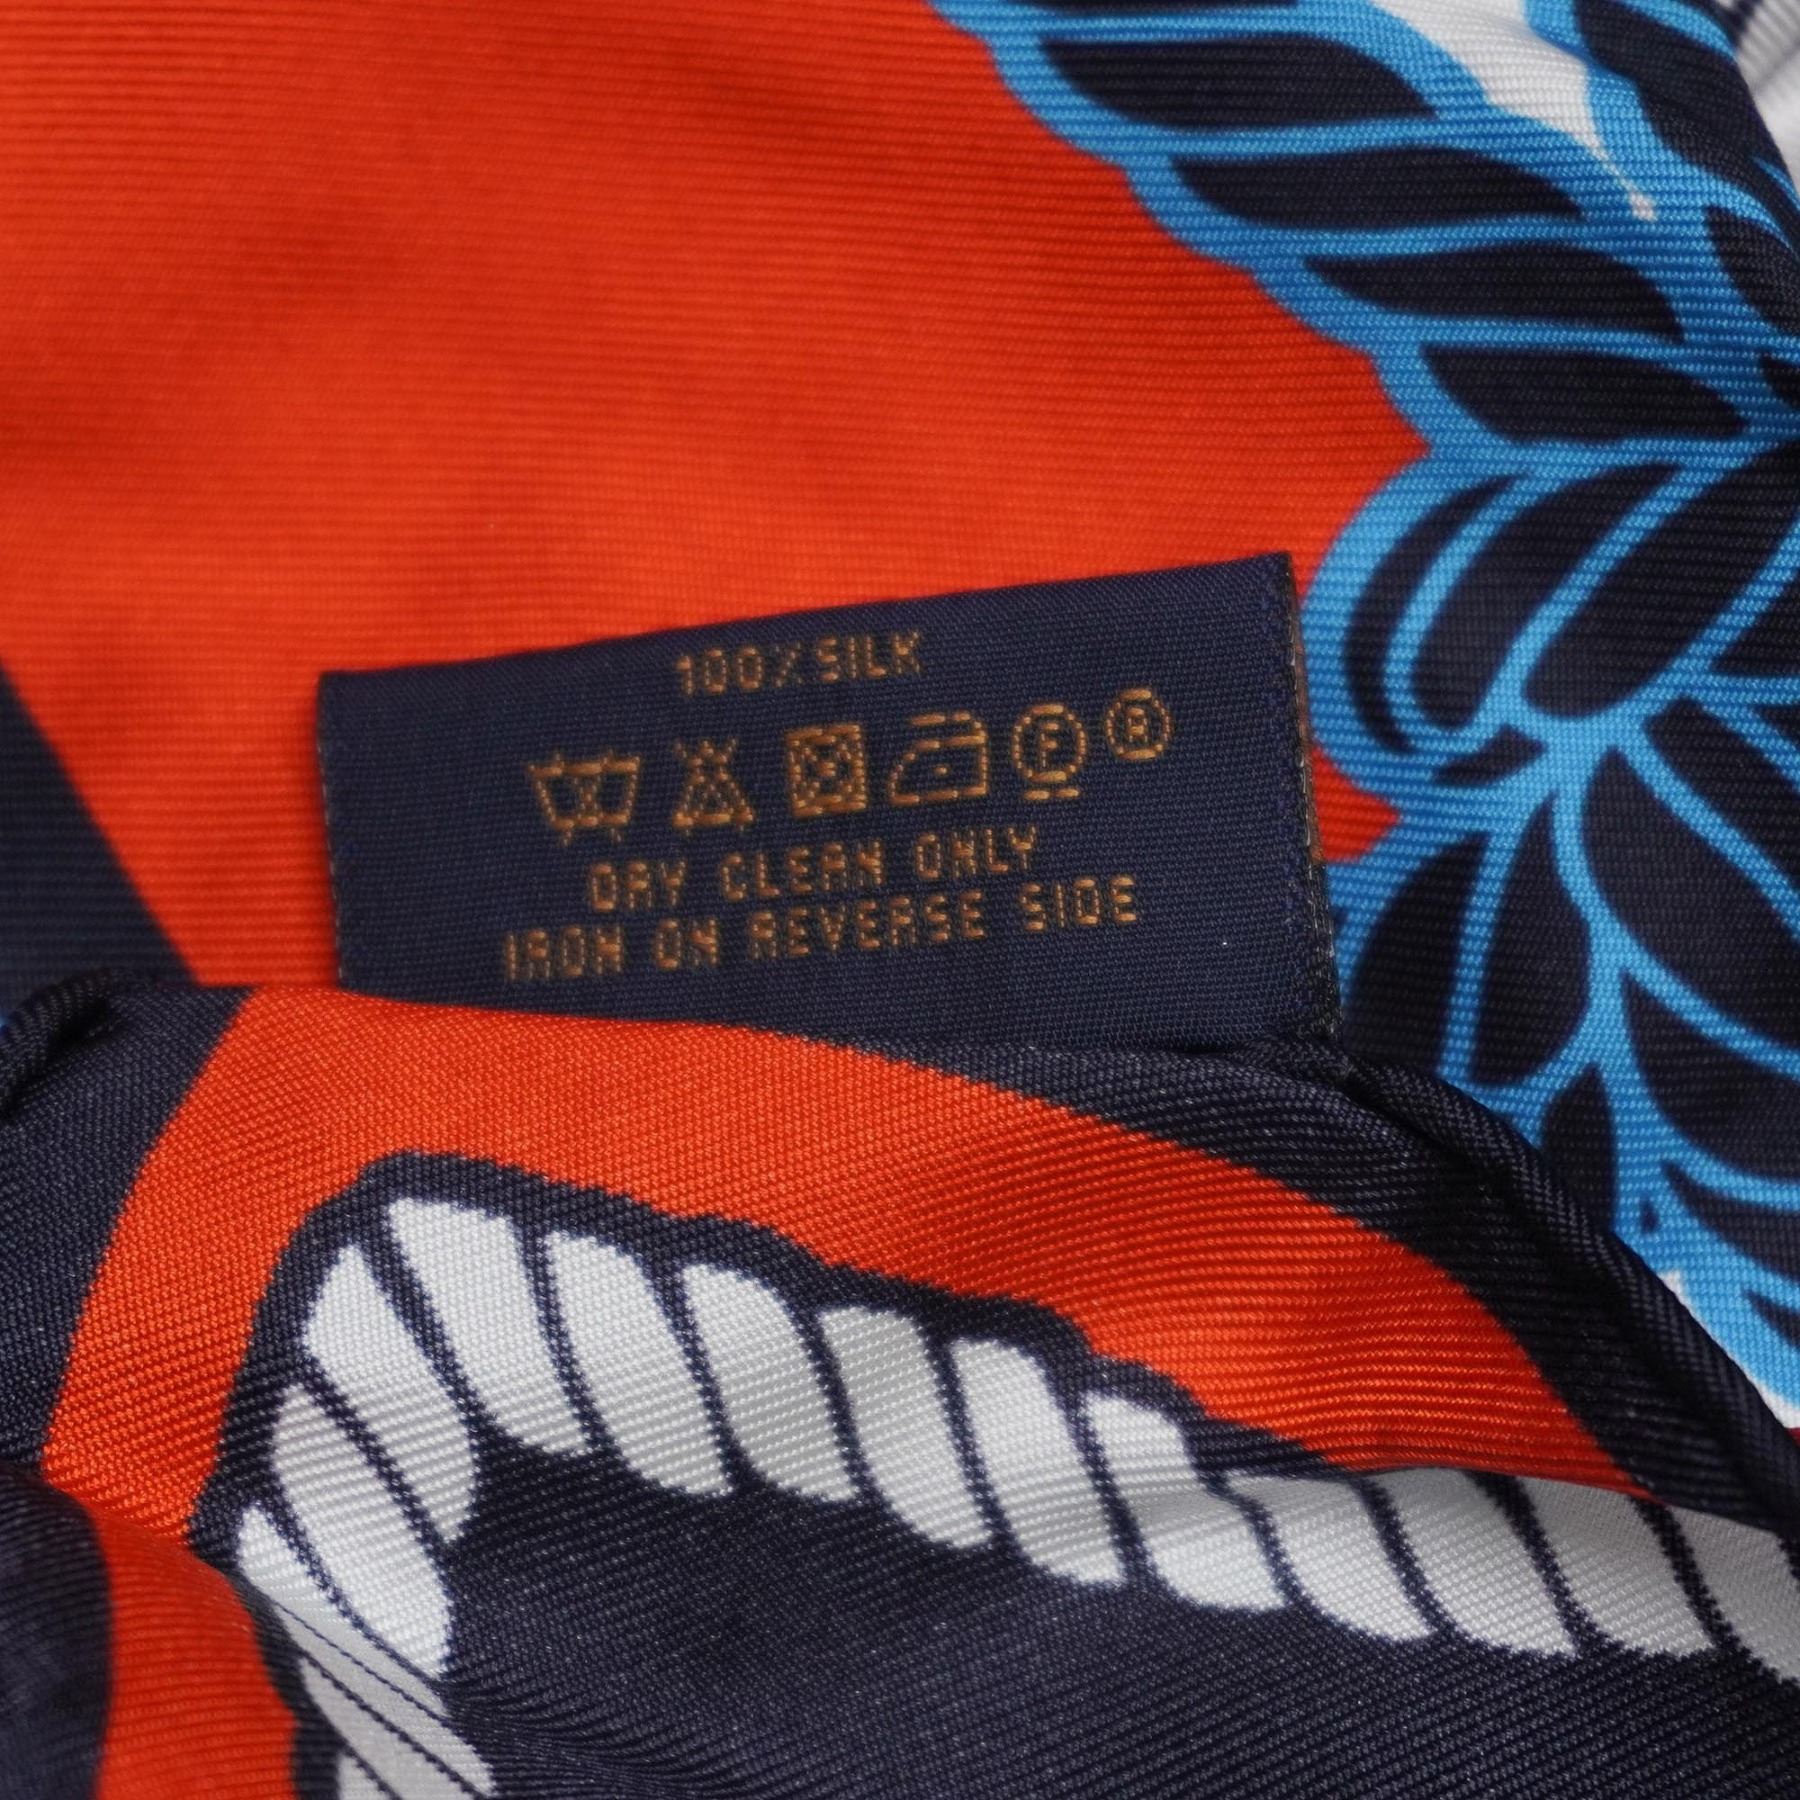 100% SILK
F R
DRY CLEAN ONLY
IRON ON REVERSE SIDE